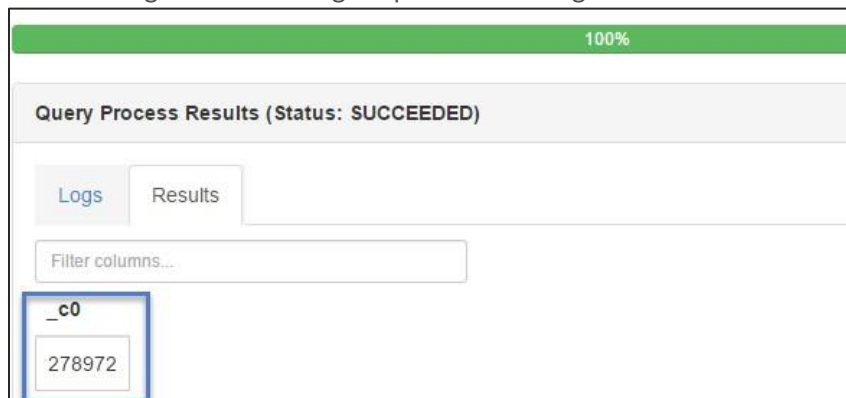 100%
Query Process Results (Status: SUCCEEDED)
Logs Results
Filter columns...
_c0
278972